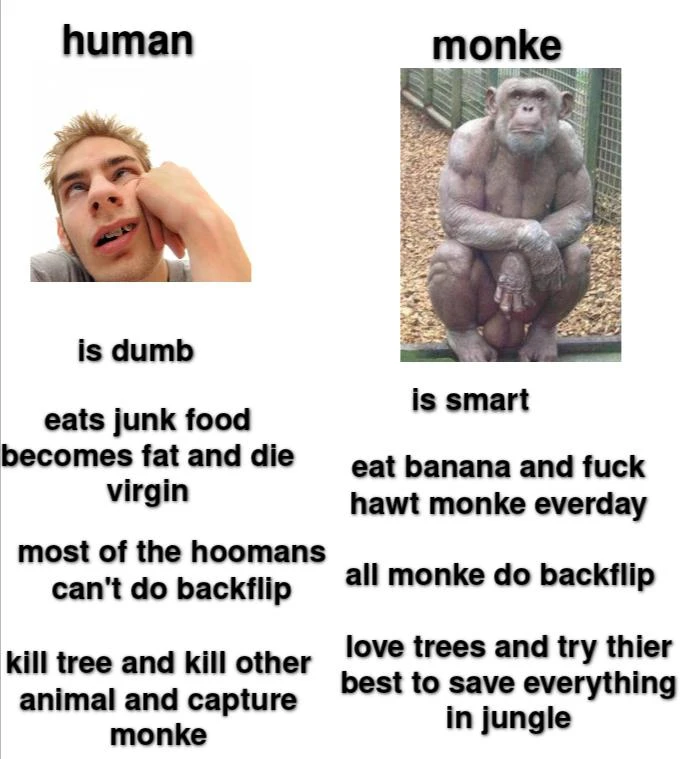 human
is dumb
eats junk food
becomes fat and die
virgin
most of the hoomans
can't do backflip
kill tree and kill other
animal and capture
monke
monke
is smart
eat banana and fuck
hawt monke everday
all monke do backflip
love trees and try thier
best to save everything
in jungle